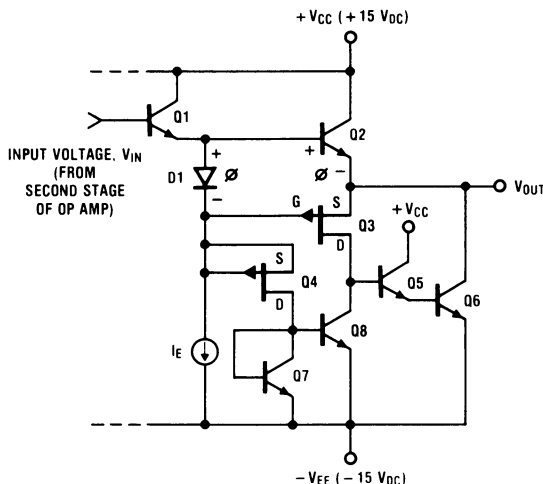 +VCC (+15 VDC)
Q1
Q2
INPUT VOLTAGE, VIN
(FROM
SECOND STAGE
OF OP AMP)
+
D1
Ø
-
+
Ø -
VOUT
G
S
Q3
D
+VCC
S
Q4
D
Q5
Q6
IE
Q8
Q7
-VEE (-15 VDC)